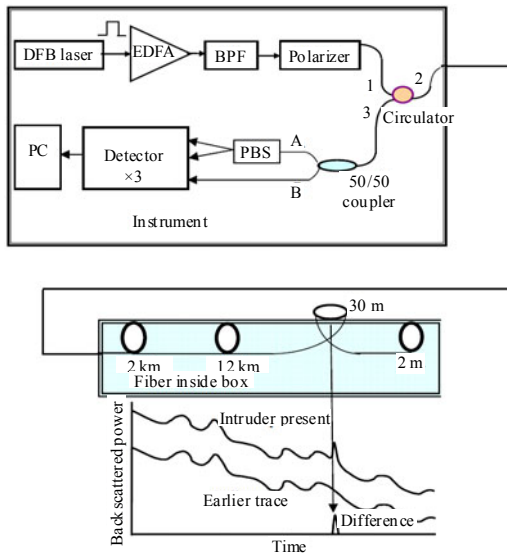 DFB laser
EDFA
BPF
Polarizer
1
2
3
Circulator
PC
Detector
×3
PBS
A
B
50/50
coupler
Instrument
30 m
2 km
12 km
2 m
Fiber inside box
Back scattered power
Intruder present
Earlier trace
Difference
Time